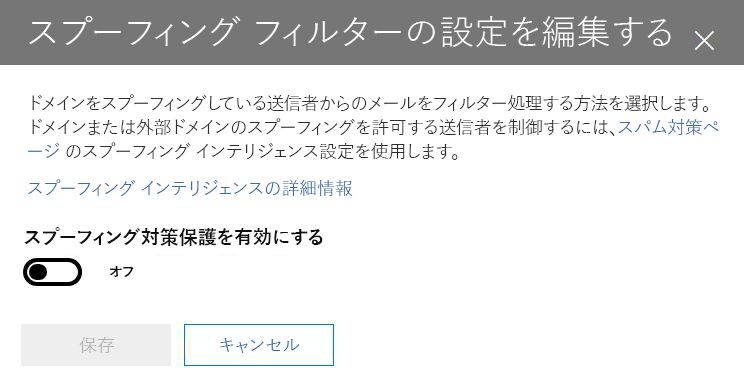 スプーフィング フィルターの設定を編集する
ドメインをスプーフィングしている送信者からのメールをフィルター処理する方法を選択します。
ドメインまたは外部ドメインのスプーフィングを許可する送信者を制御するには、スパム対策ペ
ージ のスプーフィング インテリジェンス設定を使用します。
スプーフィング インテリジェンスの詳細情報
スプーフィング対策保護を有効にする
オフ
保存 キャンセル